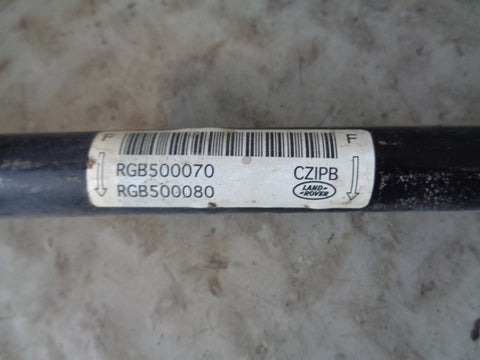 F F
RGB500070 CZIPB
RGB500080 LAND-
-ROVER